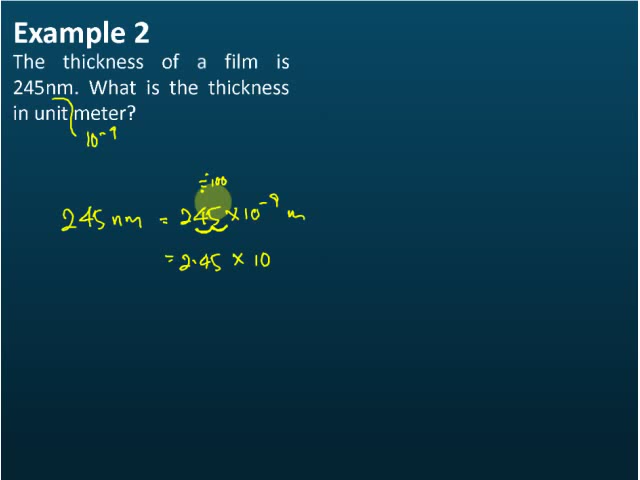 Example 2
The thickness of a film is
245nm. What is the thickness
in unit meter?
10⁻⁹
÷100
245 nm = 245 × 10⁻⁹ m
= 2.45 × 10